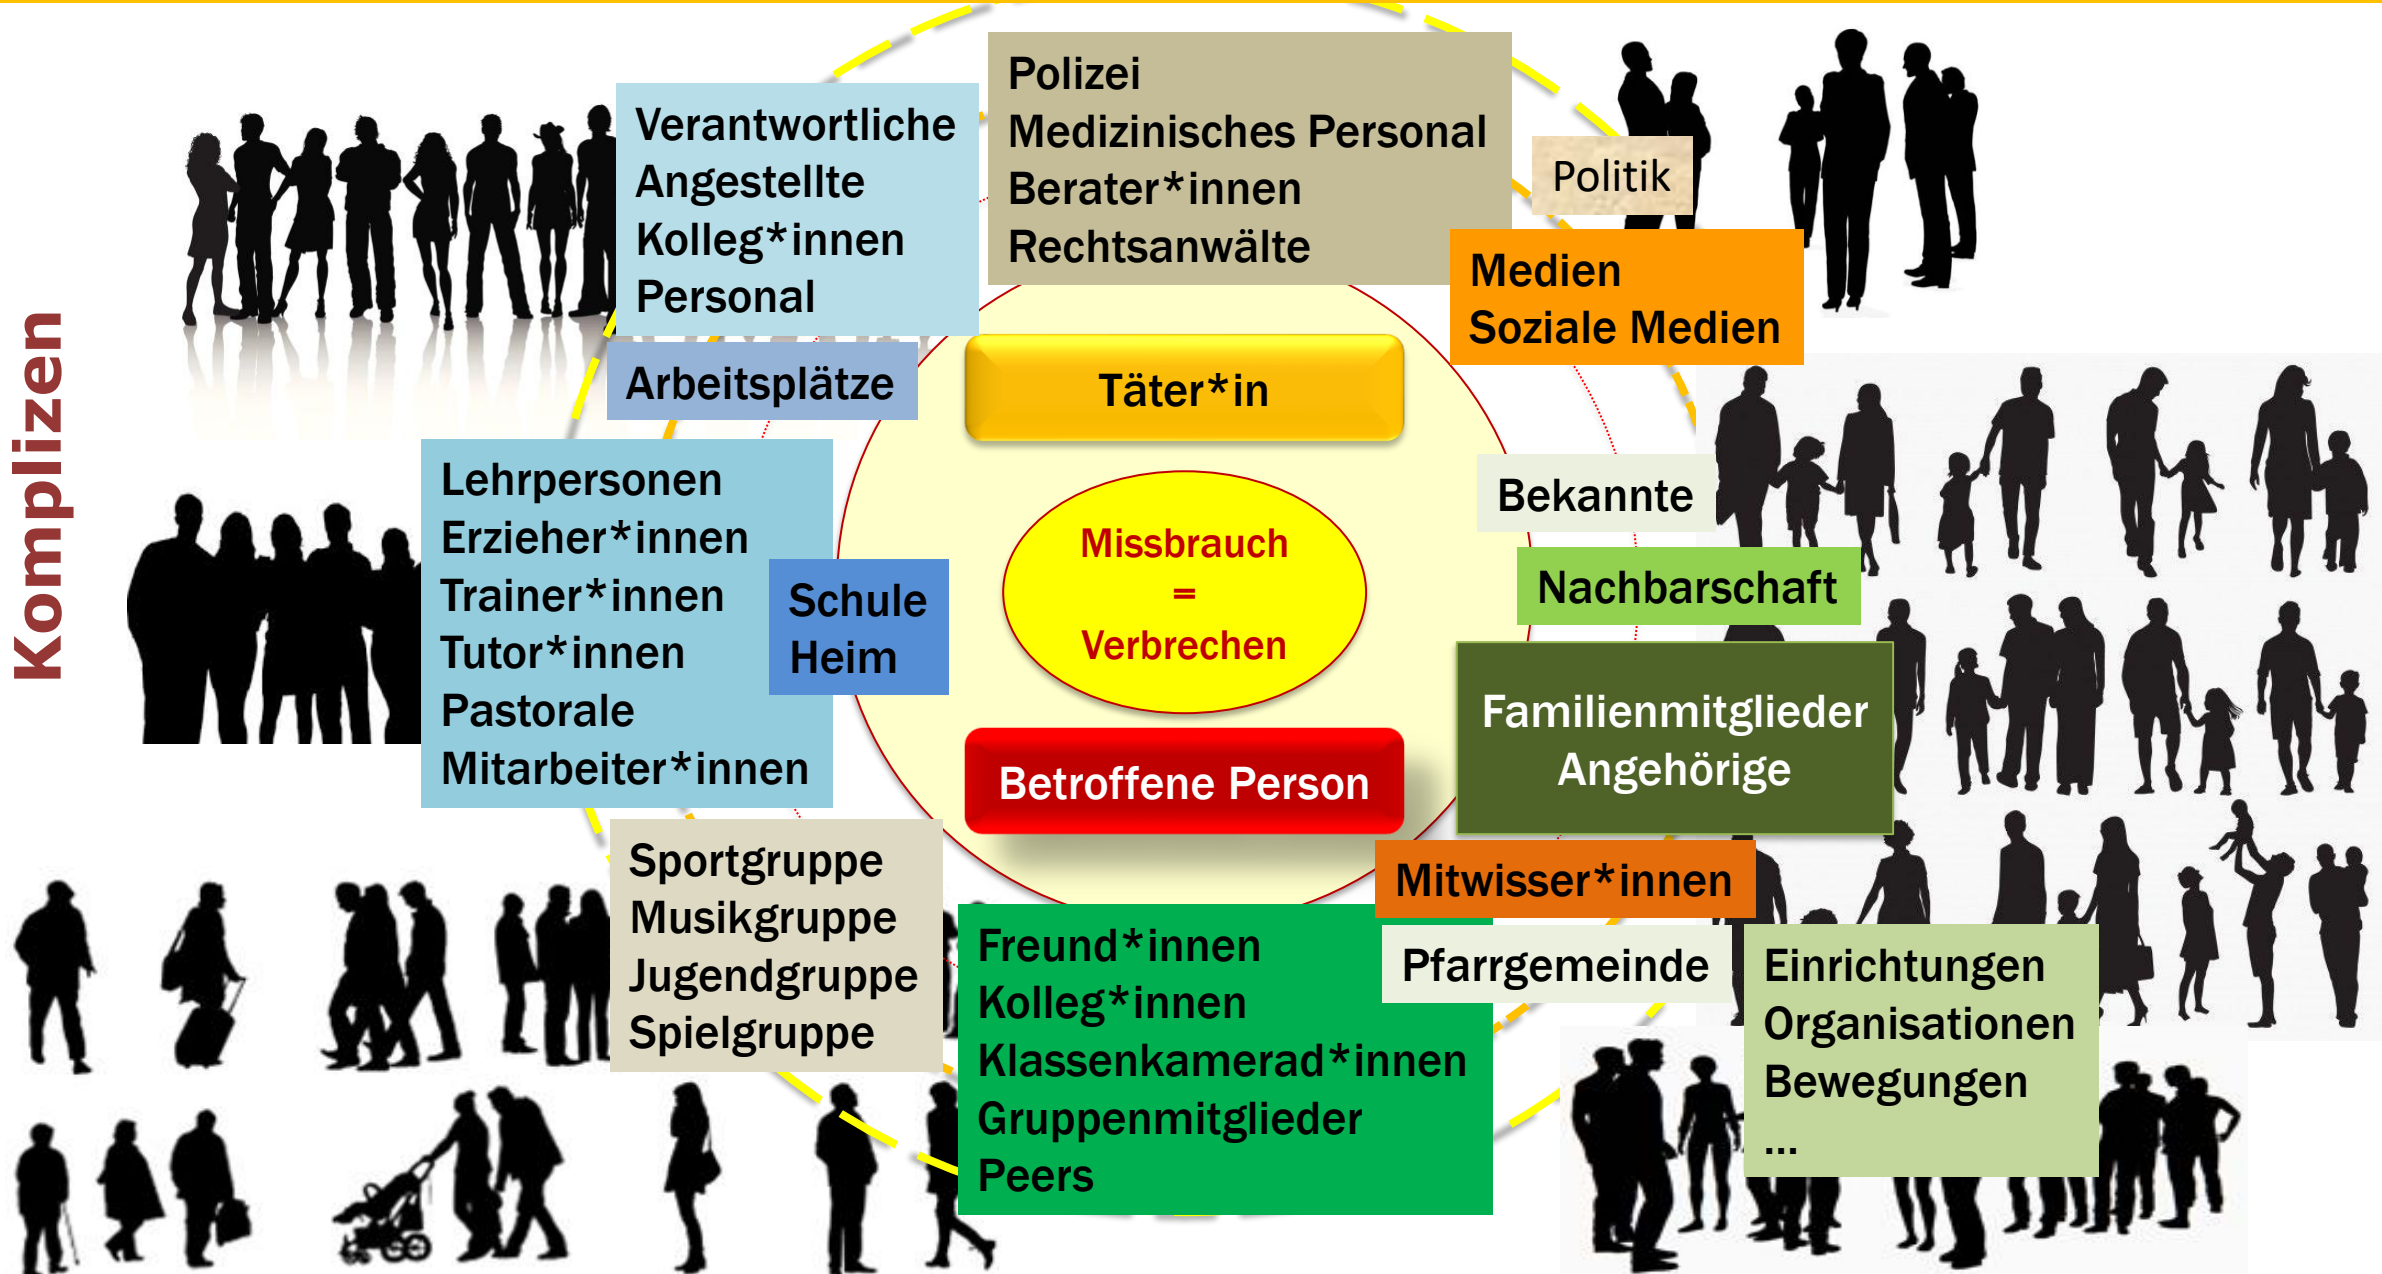 Komplizen
Verantwortliche
Angestellte
Kolleg*innen
Personal
Arbeitsplätze
Polizei
Medizinisches Personal
Berater*innen
Rechtsanwälte
Politik
Medien
Soziale Medien
Täter*in
Missbrauch
=
Verbrechen
Betroffene Person
Lehrpersonen
Erzieher*innen
Trainer*innen
Tutor*innen
Pastorale
Mitarbeiter*innen
Schule
Heim
Bekannte
Nachbarschaft
Familienmitglieder
Angehörige
Mitwisser*innen
Pfarrgemeinde
Sportgruppe
Musikgruppe
Jugendgruppe
Spielgruppe
Freund*innen
Kolleg*innen
Klassenkamerad*innen
Gruppenmitglieder
Peers
Einrichtungen
Organisationen
Bewegungen
...